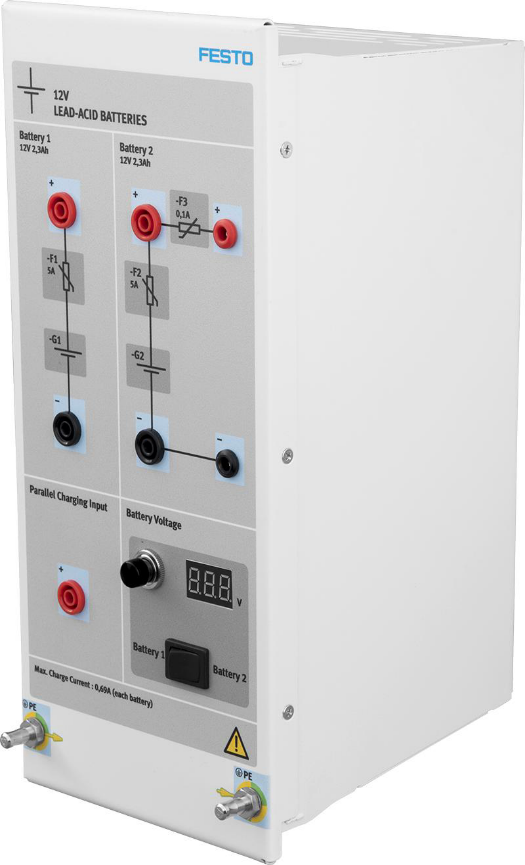 FESTO
12V
LEAD-ACID BATTERIES
Battery 1
12V 2,3Ah
Battery 2
12V 2,3Ah
+
+
-F3
0,1A
+
-F1
5A
-F2
5A
-G1
-G2
-
-
-
Parallel Charging Input
Battery Voltage
+
8.8.8.
V
Battery 1
Battery 2
Max. Charge Current : 0,69A (each battery)
PE
PE